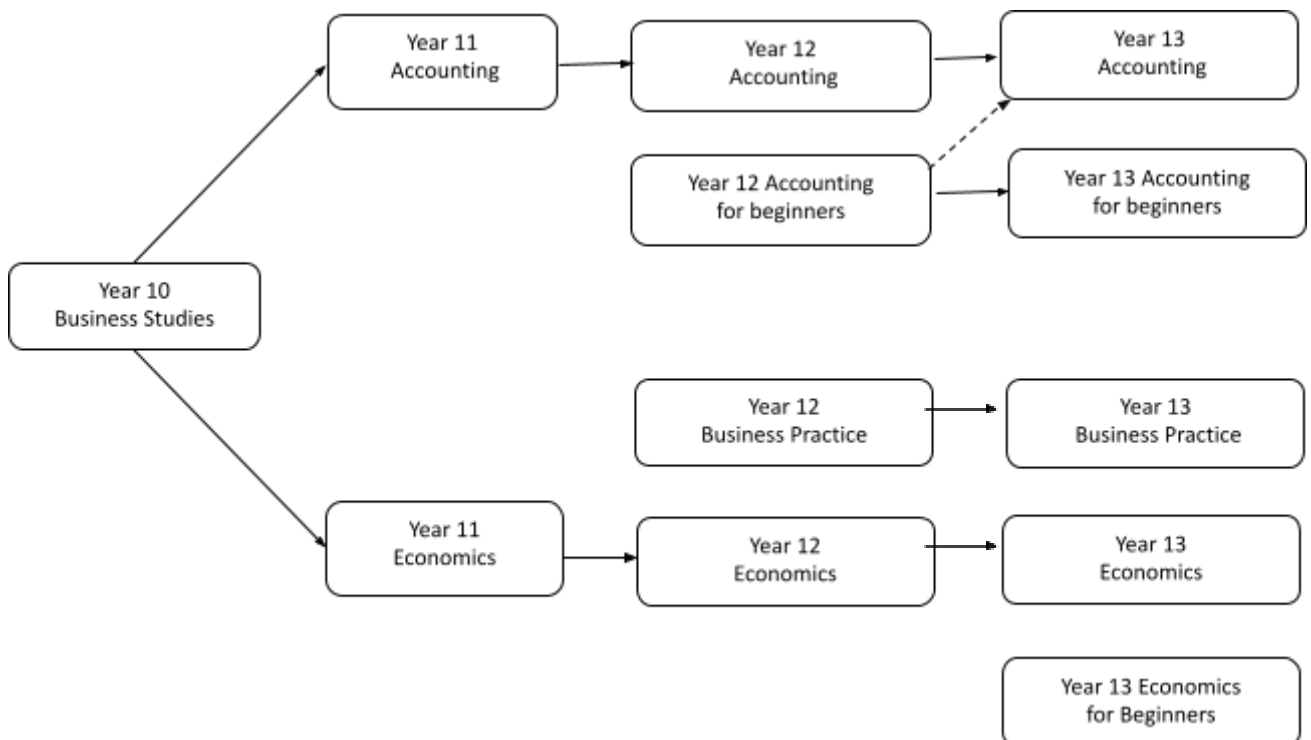 Year 11
Accounting
Year 12
Accounting
Year 13
Accounting
Year 12 Accounting
for beginners
Year 13 Accounting
for beginners
Year 10
Business Studies
Year 12
Business Practice
Year 13
Business Practice
Year 11
Economics
Year 12
Economics
Year 13
Economics
Year 13 Economics
for Beginners